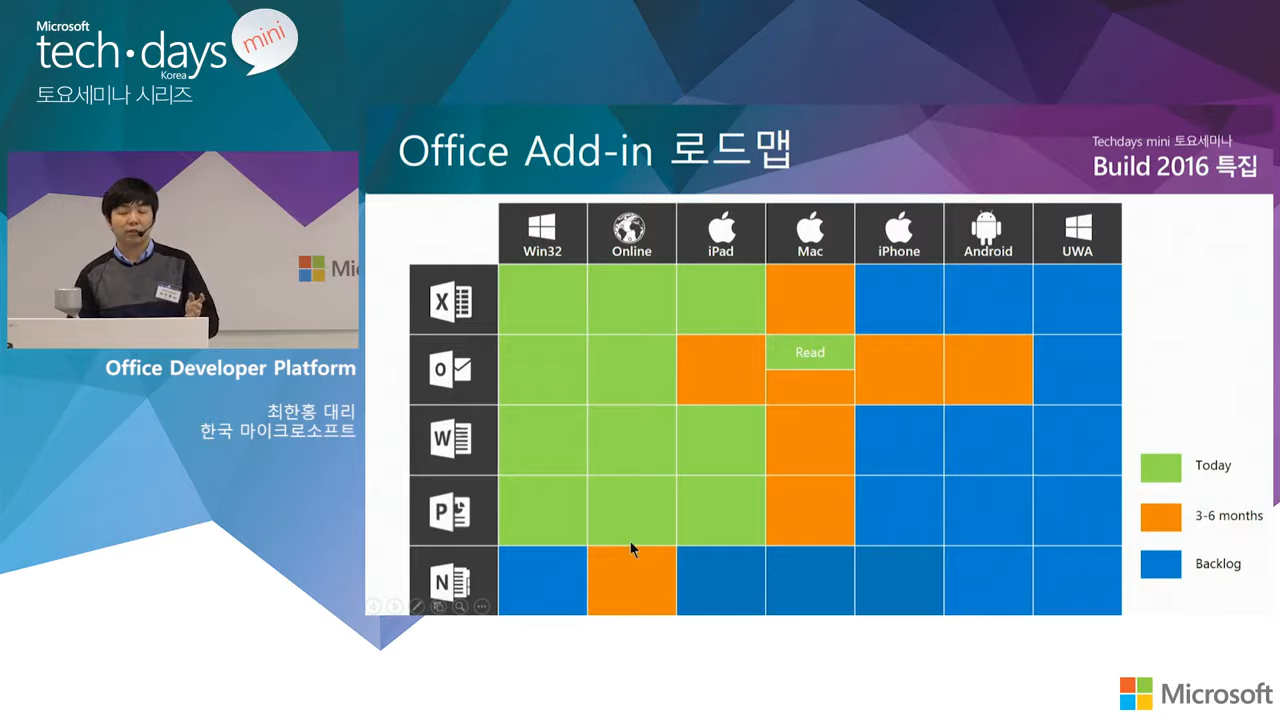 Microsoft
tech·days
mini
Korea
토요세미나 시리즈
Office Add-in 로드맵
Techdays mini 토요세미나
Build 2016 특집
Win32
Online
iPad
Mac
iPhone
Android
UWA
X
O
Read
W
P
N
Today
3-6 months
Backlog
Mic
Office Developer Platform
최한홍 대리
한국 마이크로소프트
Microsoft